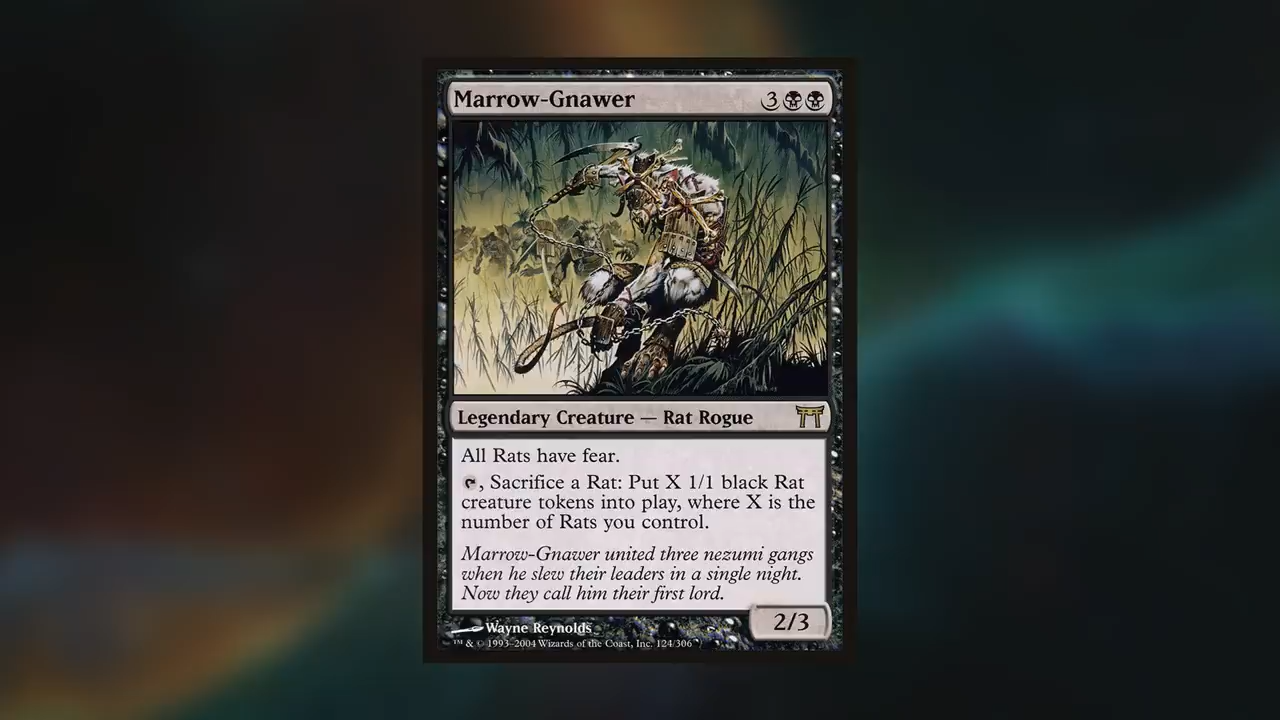 Marrow-Gnawer 3
Legendary Creature — Rat Rogue
All Rats have fear.
, Sacrifice a Rat: Put X 1/1 black Rat
creature tokens into play, where X is the
number of Rats you control.
Marrow-Gnawer united three nezumi gangs
when he slew their leaders in a single night.
Now they call him their first lord.
2/3
Wayne Reynolds
™ & © 1993–2004 Wizards of the Coast, Inc. 124/306